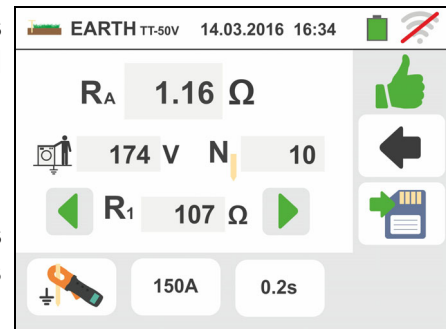 EARTH TT-50V 14.03.2016 16:34
RA 1.16 Ω
174 V N 10
R1 107 Ω
150A 0.2s